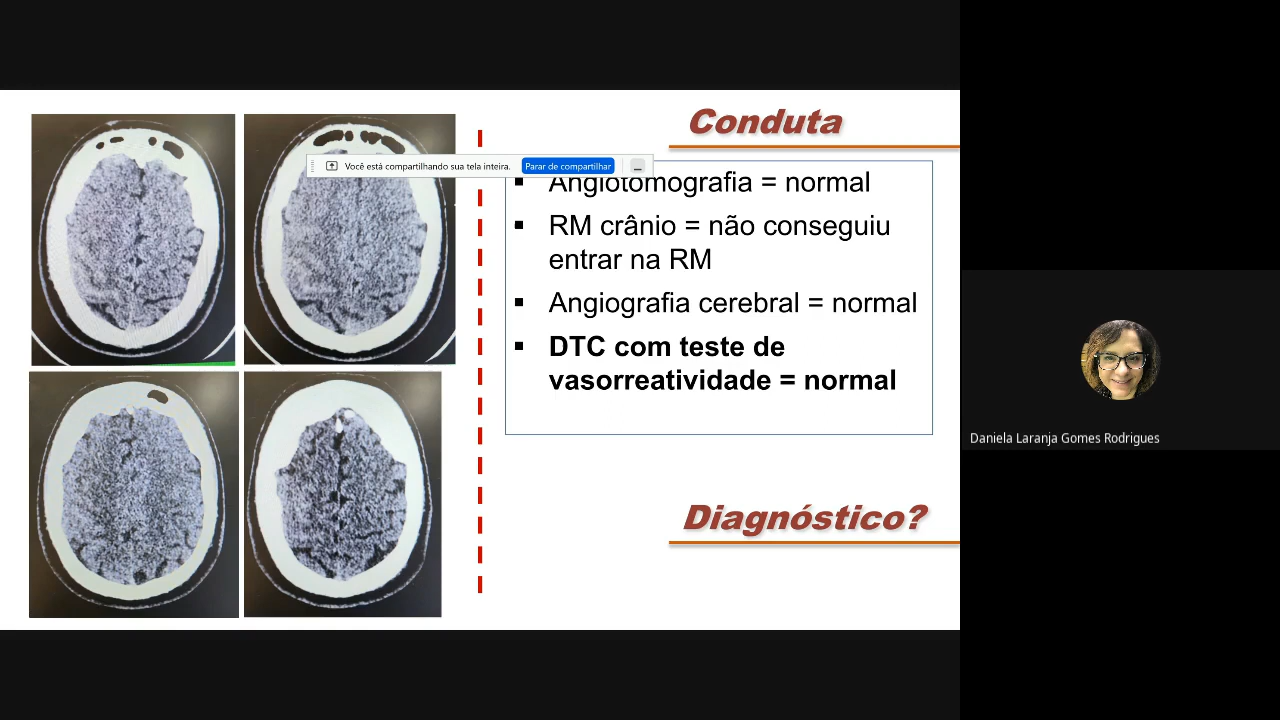 Conduta
Você está compartilhando sua tela inteira. Parar de compartilhar
Angiotomografia = normal
RM crânio = não conseguiu
entrar na RM
Angiografia cerebral = normal
DTC com teste de
vasorreatividade = normal
Daniela Laranja Gomes Rodrigues
Diagnóstico?